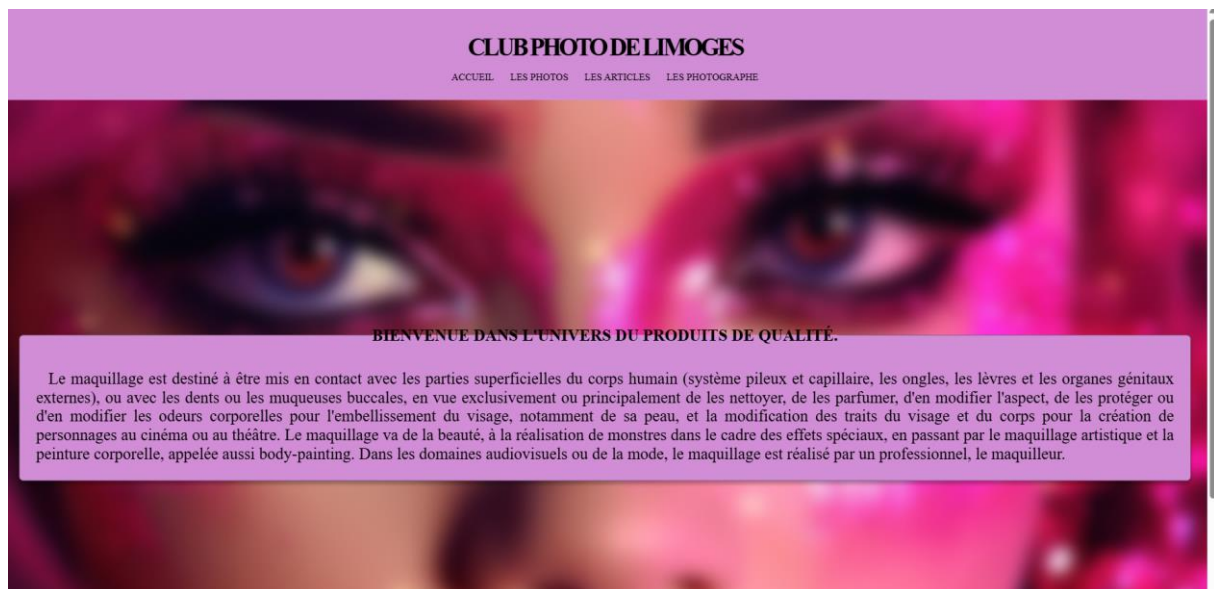 CLUB PHOTO DE LIMOGES
ACCUEIL LES PHOTOS LES ARTICLES LES PHOTOGRAPHE
BIENVENUE DANS L'UNIVERS DU PRODUITS DE QUALITÉ.
Le maquillage est destiné à être mis en contact avec les parties superficielles du corps humain (système pileux et capillaire, les ongles, les lèvres et les organes génitaux
externes), ou avec les dents ou les muqueuses buccales, en vue exclusivement ou principalement de les nettoyer, de les parfumer, d'en modifier l'aspect, de les protéger ou
d'en modifier les odeurs corporelles pour l'embellissement du visage, notamment de sa peau, et la modification des traits du visage et du corps pour la création de
personnages au cinéma ou au théâtre. Le maquillage va de la beauté, à la réalisation de monstres dans le cadre des effets spéciaux, en passant par le maquillage artistique et la
peinture corporelle, appelée aussi body-painting. Dans les domaines audiovisuels ou de la mode, le maquillage est réalisé par un professionnel, le maquilleur.